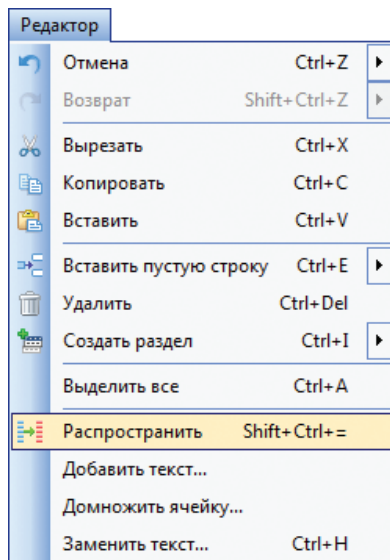 Редактор
Отмена Ctrl+Z
Возврат Shift+Ctrl+Z
Вырезать Ctrl+X
Копировать Ctrl+C
Вставить Ctrl+V
Вставить пустую строку Ctrl+E
Удалить Ctrl+Del
Создать раздел Ctrl+I
Выделить все Ctrl+A
Распространить Shift+Ctrl+=
Добавить текст...
Домножить ячейку...
Заменить текст... Ctrl+H